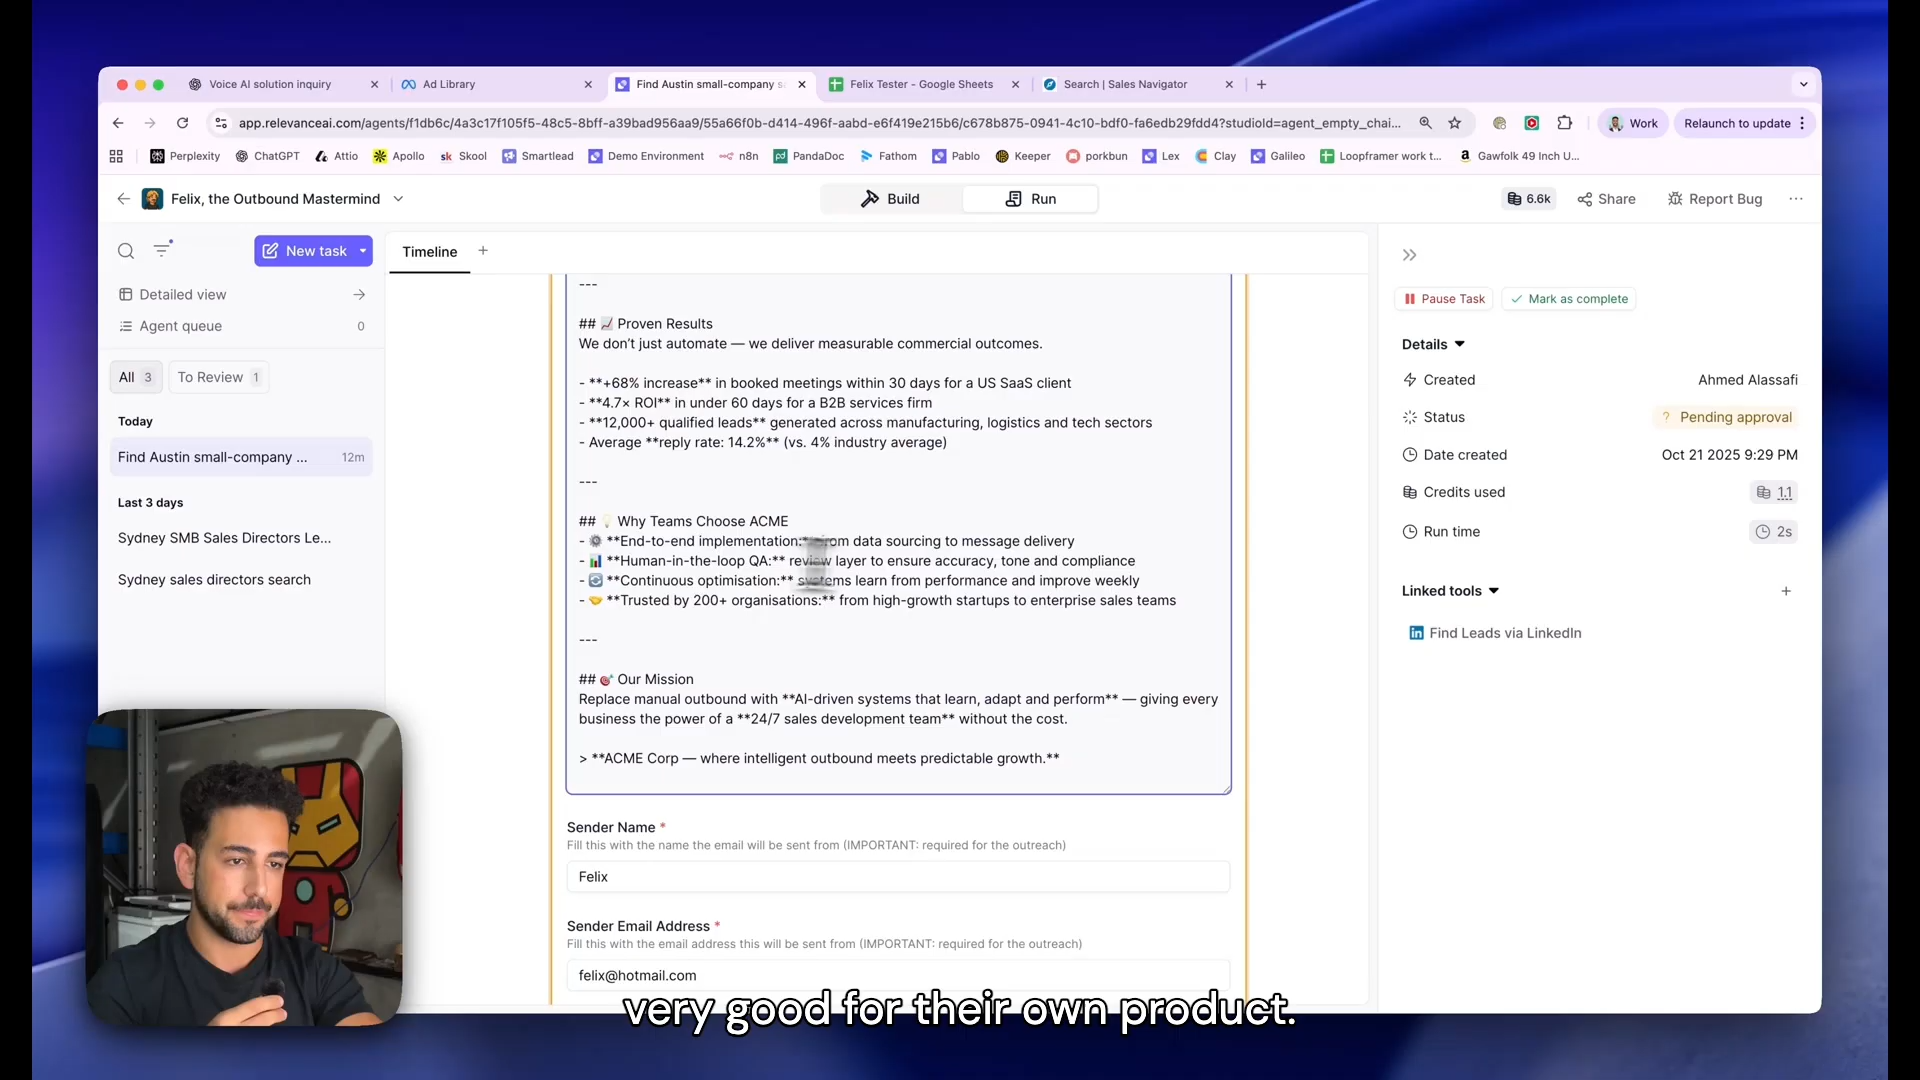 Voice AI solution inquiry
Ad Library
Find Austin small-company s
Felix Tester - Google Sheets
Search | Sales Navigator
app.relevanceai.com/agents/f1db6c/4a3c17f105f5-48c5-8bff-a39bad956aa9/55a66f0b-d414-496f-aabd-e6f419e215b6/c678b875-0941-4c10-bdf0-fa6edb29fdd4?studioId=agent_empty_chai...
Work
Relaunch to update
Perplexity
ChatGPT
Attio
Apollo
sk Skool
Smartlead
Demo Environment
n8n
PandaDoc
Fathom
Pablo
Keeper
porkbun
Lex
Clay
Galileo
Loopframer work t...
Gawfolk 49 Inch U...
Felix, the Outbound Mastermind
Build
Run
6.6k
Share
Report Bug
New task
Detailed view
Agent queue 0
All 3
To Review 1
Today
Find Austin small-company ... 12m
Last 3 days
Sydney SMB Sales Directors Le...
Sydney sales directors search
Timeline
---
## 📈 Proven Results
We don't just automate — we deliver measurable commercial outcomes.
- **+68% increase** in booked meetings within 30 days for a US SaaS client
- **4.7× ROI** in under 60 days for a B2B services firm
- **12,000+ qualified leads** generated across manufacturing, logistics and tech sectors
- Average **reply rate: 14.2%** (vs. 4% industry average)
---
## 💡 Why Teams Choose ACME
- ⚙️ **End-to-end implementation:** from data sourcing to message delivery
- 📊 **Human-in-the-loop QA:** review layer to ensure accuracy, tone and compliance
- 🔄 **Continuous optimisation:** systems learn from performance and improve weekly
- 🤝 **Trusted by 200+ organisations:** from high-growth startups to enterprise sales teams
---
## 🎯 Our Mission
Replace manual outbound with **AI-driven systems that learn, adapt and perform** — giving every
business the power of a **24/7 sales development team** without the cost.
> **ACME Corp — where intelligent outbound meets predictable growth.**
Sender Name *
Fill this with the name the email will be sent from (IMPORTANT: required for the outreach)
Felix
Sender Email Address *
Fill this with the email address this will be sent from (IMPORTANT: required for the outreach)
felix@hotmail.com
Pause Task
Mark as complete
Details
Created Ahmed Alassafi
Status ? Pending approval
Date created Oct 21 2025 9:29 PM
Credits used 1.1
Run time 2s
Linked tools
Find Leads via LinkedIn
very good for their own product.